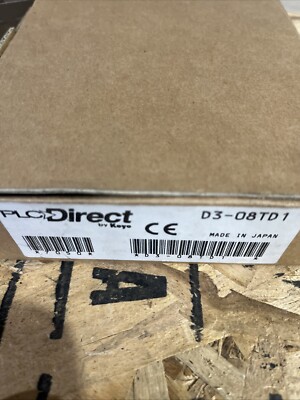 PLC Direct
by Koyo
CE
D3-08TD1
MADE IN JAPAN
A